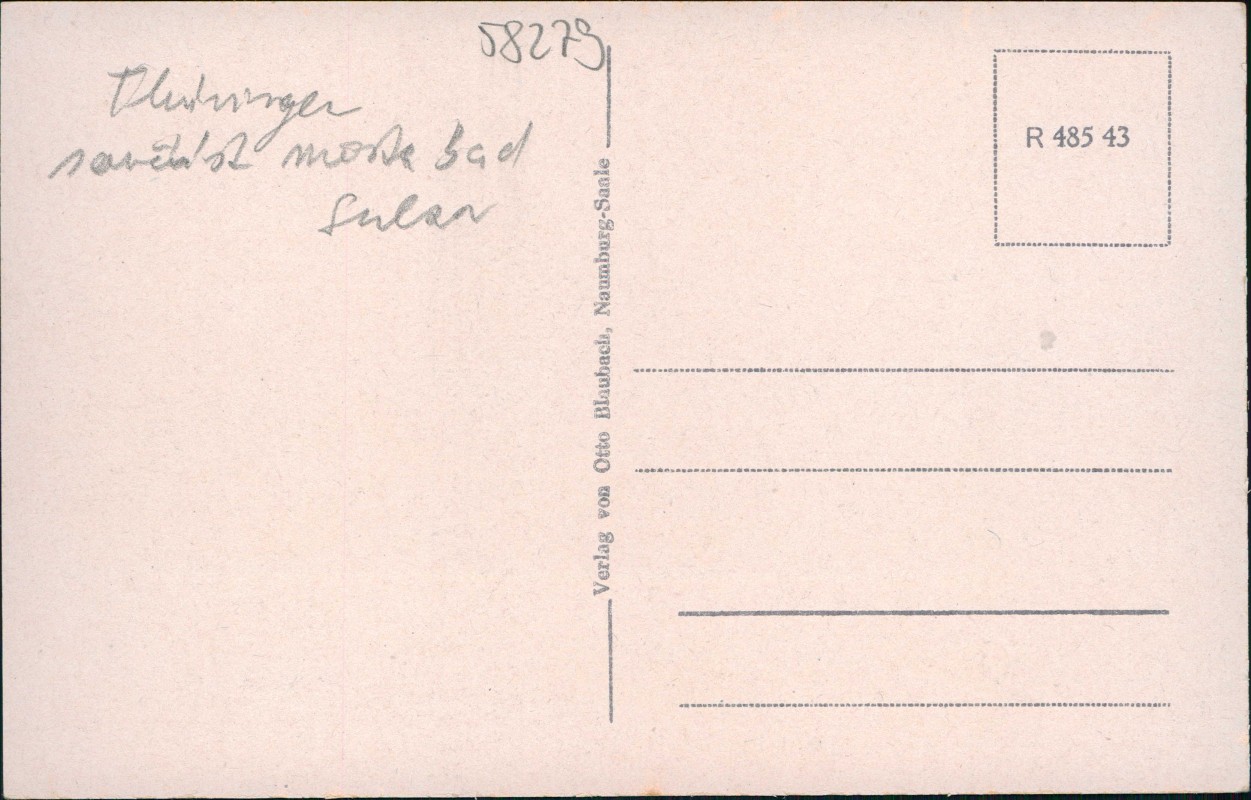 58279
Thüringer
bad
Sulza
Verlag von Otto Blaubach, Naumburg-Saale
R 485 43